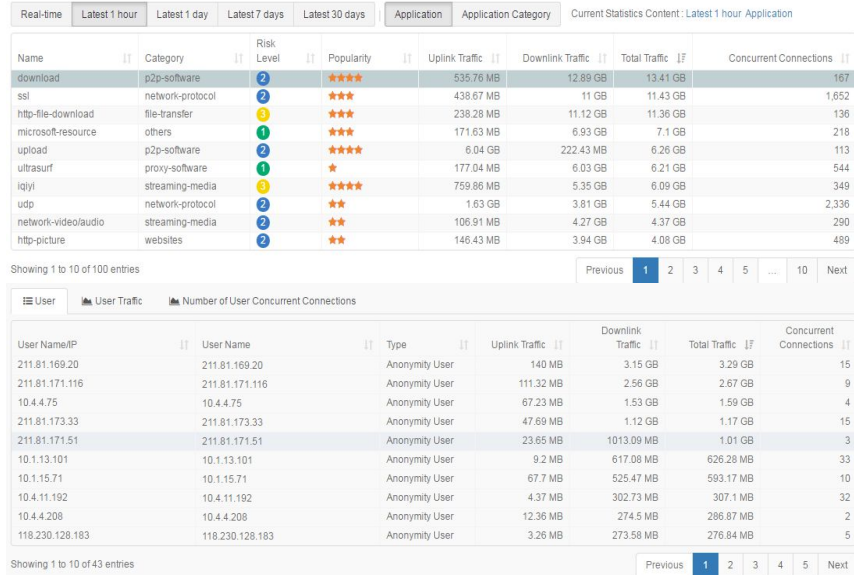 Real-time Latest 1 hour Latest 1 day Latest 7 days Latest 30 days Application Application Category Current Statistics Content : Latest 1 hour Application
Name Category Risk Level Popularity Uplink Traffic Downlink Traffic Total Traffic Concurrent Connections
download p2p-software 2 535.76 MB 12.89 GB 13.41 GB 167
ssl network-protocol 2 438.67 MB 11 GB 11.43 GB 1,652
http-file-download file-transfer 3 238.28 MB 11.12 GB 11.36 GB 136
microsoft-resource others 1 171.63 MB 6.93 GB 7.1 GB 218
upload p2p-software 2 6.04 GB 222.43 MB 6.26 GB 113
ultrasurf proxy-software 1 177.04 MB 6.03 GB 6.21 GB 544
iqiyi streaming-media 3 759.86 MB 5.35 GB 6.09 GB 349
udp network-protocol 2 1.63 GB 3.81 GB 5.44 GB 2,336
network-video/audio streaming-media 2 106.91 MB 4.27 GB 4.37 GB 290
http-picture websites 2 146.43 MB 3.94 GB 4.08 GB 489
Showing 1 to 10 of 100 entries Previous 1 2 3 4 5 ... 10 Next
User User Traffic Number of User Concurrent Connections
User Name/IP User Name Type Uplink Traffic Downlink Traffic Total Traffic Concurrent Connections
211.81.169.20 211.81.169.20 Anonymity User 140 MB 3.15 GB 3.29 GB 15
211.81.171.116 211.81.171.116 Anonymity User 111.32 MB 2.56 GB 2.67 GB 9
10.4.4.75 10.4.4.75 Anonymity User 67.23 MB 1.53 GB 1.59 GB 4
211.81.173.33 211.81.173.33 Anonymity User 47.69 MB 1.12 GB 1.17 GB 15
211.81.171.51 211.81.171.51 Anonymity User 23.65 MB 1013.09 MB 1.01 GB 3
10.1.13.101 10.1.13.101 Anonymity User 9.2 MB 617.08 MB 626.28 MB 33
10.1.15.71 10.1.15.71 Anonymity User 67.7 MB 525.47 MB 593.17 MB 10
10.4.11.192 10.4.11.192 Anonymity User 4.37 MB 302.73 MB 307.1 MB 32
10.4.4.208 10.4.4.208 Anonymity User 12.36 MB 274.5 MB 286.87 MB 2
118.230.128.183 118.230.128.183 Anonymity User 3.26 MB 273.58 MB 276.84 MB 5
Showing 1 to 10 of 43 entries Previous 1 2 3 4 5 Next